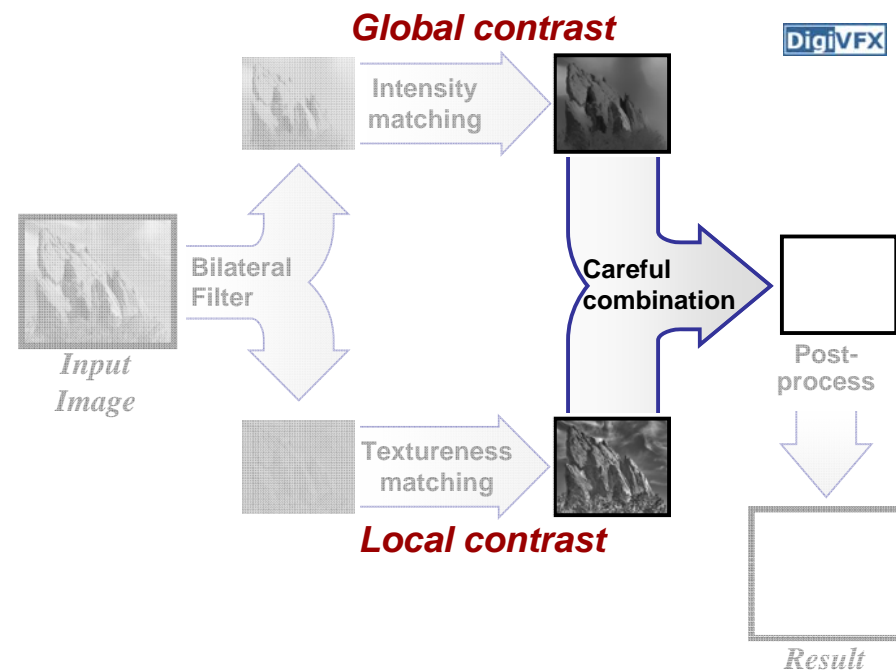 Global contrast
DigiVFX
Intensity
matching
Bilateral
Filter
Careful
combination
Input
Image
Post-
process
Textureness
matching
Local contrast
Result